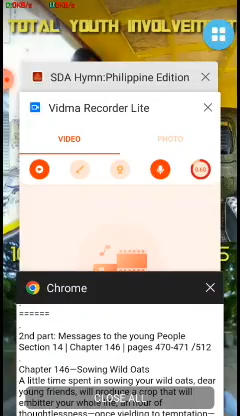 0KB/s 0KB/s
TOTAL YOUTH INVOLVEMENT
SDA Hymn:Philippine Edition
Vidma Recorder Lite
VIDEO PHOTO
Chrome
======
2nd part: Messages to the young People
Section 14 | Chapter 146 | pages 470-471 /512
Chapter 146—Sowing Wild Oats
A little time spent in sowing your wild oats, dear
young friends, will produce a crop that will
embitter your whole life, an hour of
thoughtlessness—once yielding to temptation—
CLOSE ALL